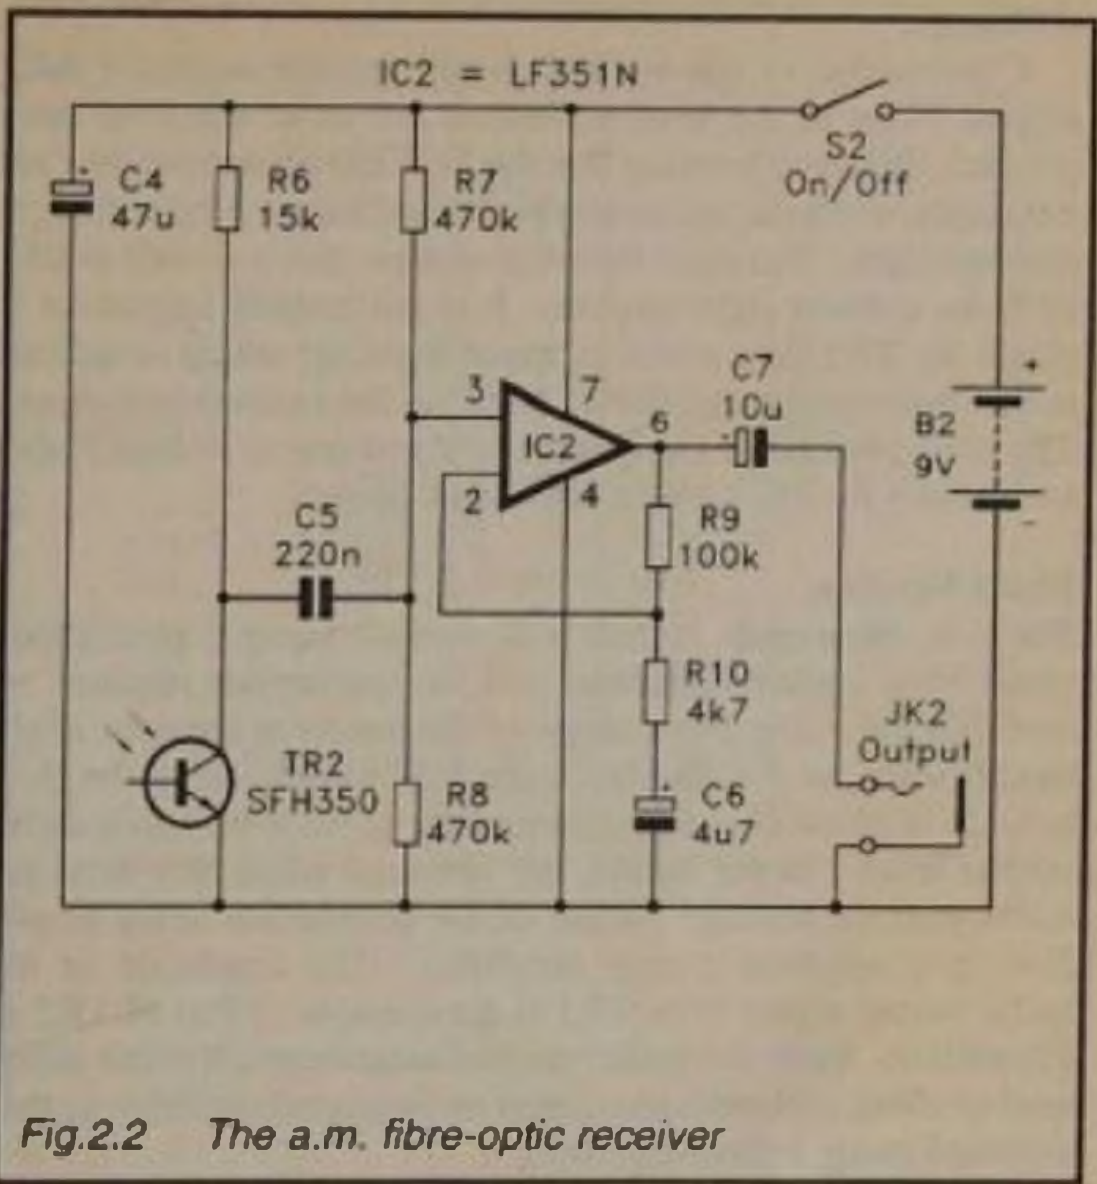 IC2 = LF351N
S2
On/Off
C4
47u
R6
15k
R7
470k
+
C7
10u
3
7
6
IC2
2
4
B2
9V
+
-
C5
220n
R9
100k
R10
4k7
JK2
Output
TR2
SFH350
R8
470k
+
C6
4u7
Fig.2.2 The a.m. fibre-optic receiver